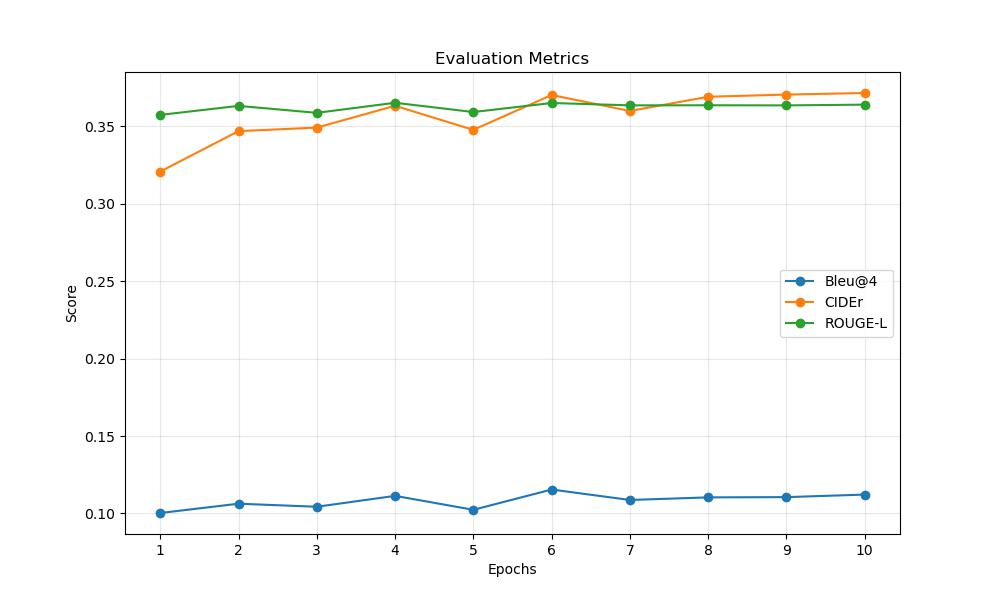 Evaluation Metrics
0.35
0.30
0.25
0.20
0.15
0.10
Score
Bleu@4
CIDEr
ROUGE-L
1 2 3 4 5 6 7 8 9 10
Epochs